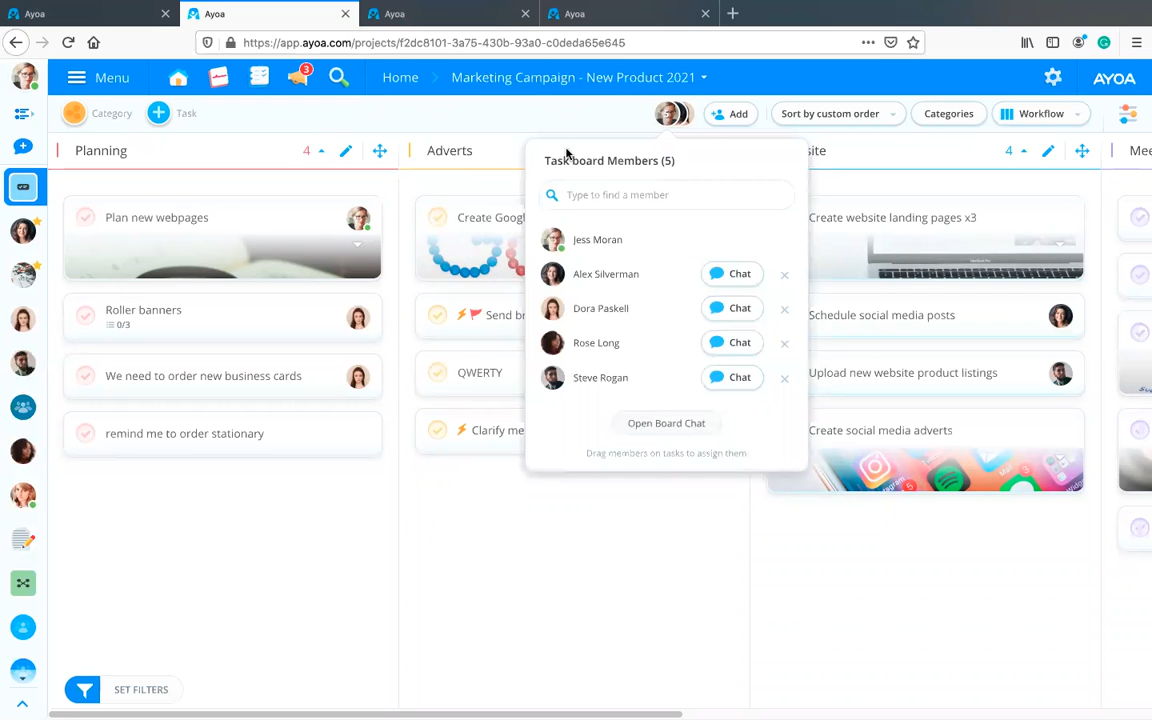 Ayoa
Ayoa
Ayoa
Ayoa
https://app.ayoa.com/projects/f2dc8101-3a75-430b-93a0-c0deda65e645
Menu
3
Home
Marketing Campaign - New Product 2021
AYOA
Category
Task
Add
Sort by custom order
Categories
Workflow
Planning
4
Adverts
site
4
Mee
Task board Members (5)
Type to find a member
Jess Moran
Alex Silverman
Chat
Dora Paskell
Chat
Rose Long
Chat
Steve Rogan
Chat
Open Board Chat
Drag members on tasks to assign them
Plan new webpages
Roller banners
0/3
We need to order new business cards
remind me to order stationary
Create Goog
Send br
QWERTY
Clarify me
Create website landing pages x3
Schedule social media posts
Upload new website product listings
Create social media adverts
SET FILTERS